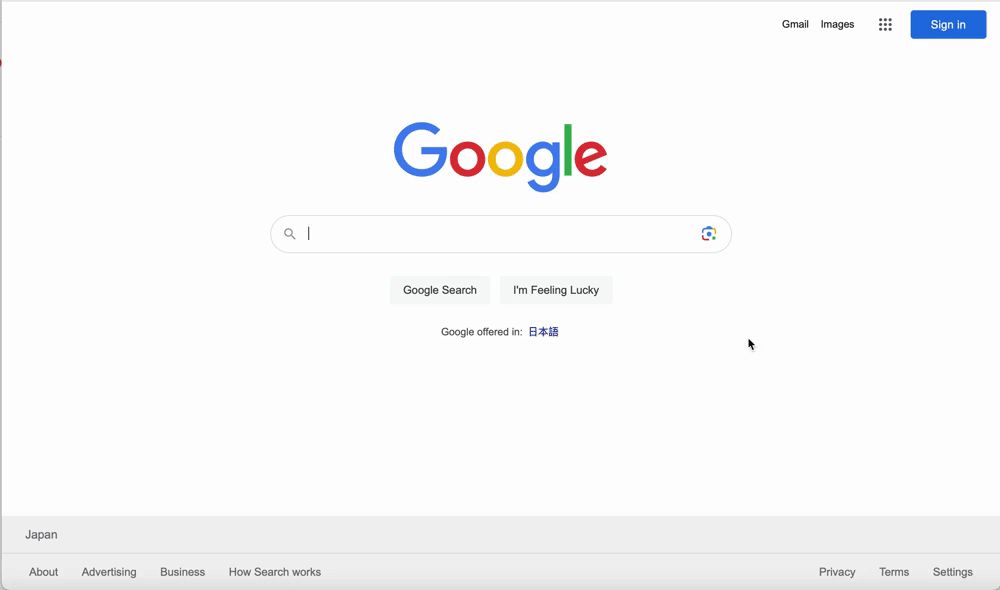 Gmail Images Sign in
Google
Google Search I'm Feeling Lucky
Google offered in: 日本語
Japan
About Advertising Business How Search works Privacy Terms Settings